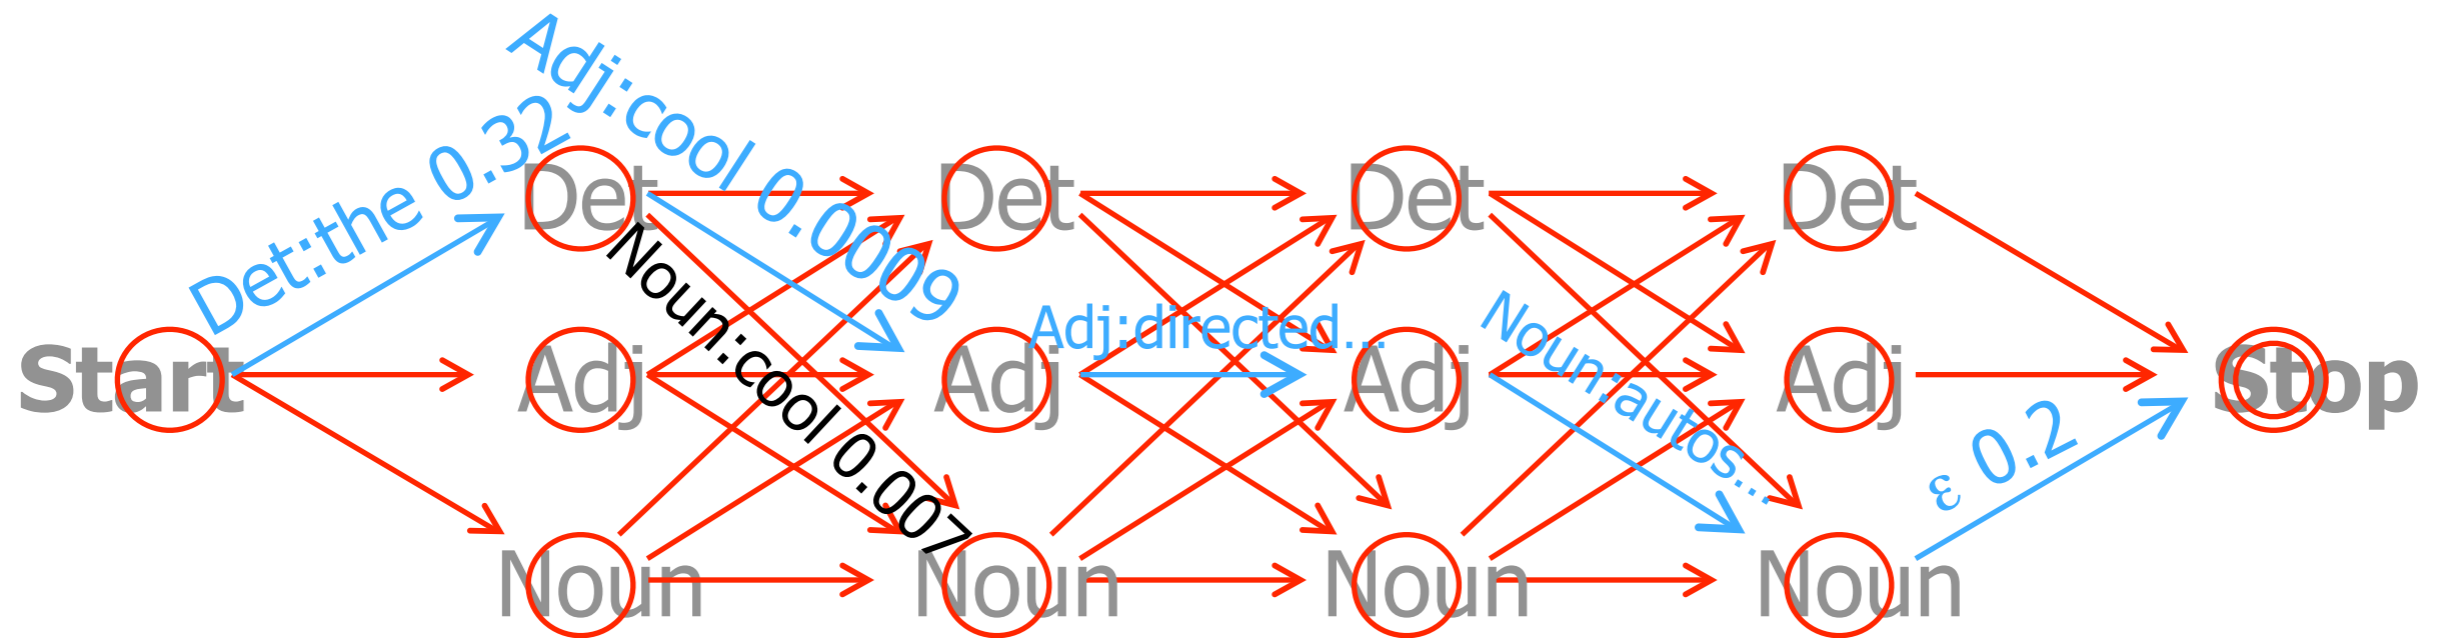 Adj:cool 0.0009
Det:the 0.32
Det
Det
Det
Det
Noun:cool 0.007
Adj:directed...
Noun:autos...
Start
Adj
Adj
Adj
Adj
Stop
ε 0.2
Noun
Noun
Noun
Noun